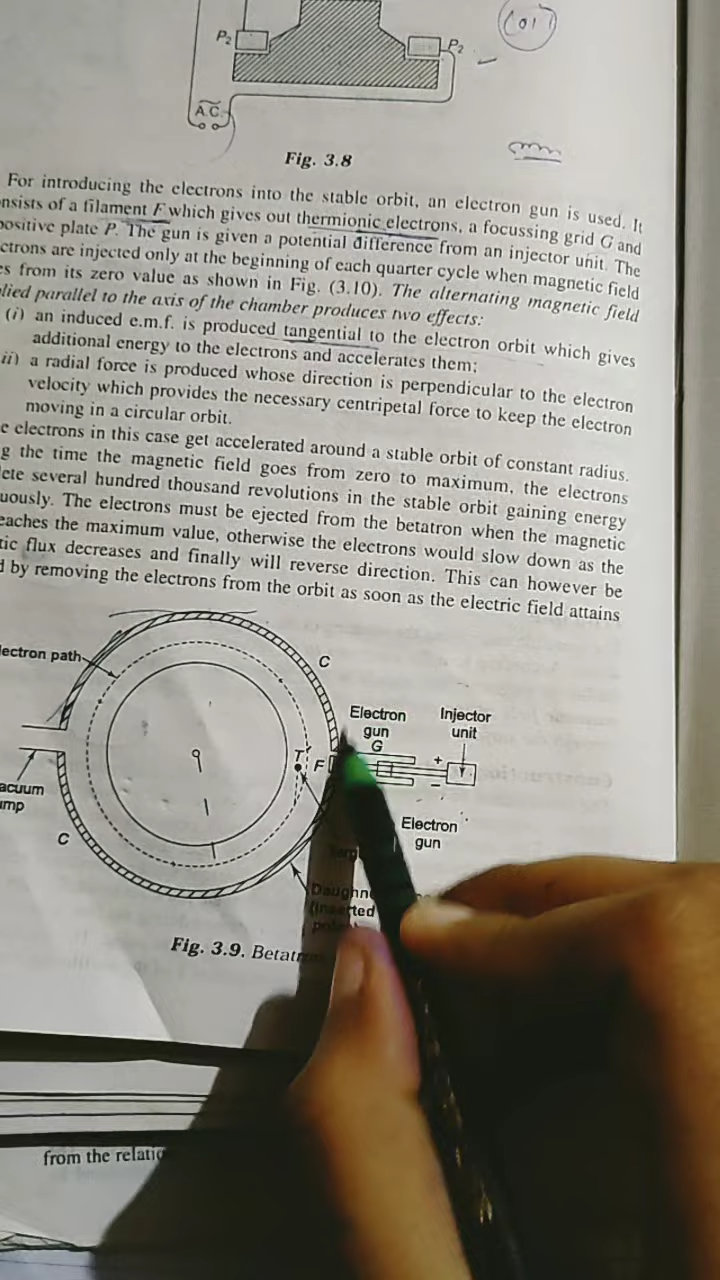 P2
P2
(01)
A.C.
Fig. 3.8
For introducing the electrons into the stable orbit, an electron gun is used. It
nsists of a filament F which gives out thermionic electrons, a focussing grid G and
positive plate P. The gun is given a potential difference from an injector unit. The
ctrons are injected only at the beginning of each quarter cycle when magnetic field
es from its zero value as shown in Fig. (3.10). The alternating magnetic field
lied parallel to the axis of the chamber produces two effects:
(i) an induced e.m.f. is produced tangential to the electron orbit which gives
additional energy to the electrons and accelerates them;
ii) a radial force is produced whose direction is perpendicular to the electron
velocity which provides the necessary centripetal force to keep the electron
moving in a circular orbit.
e electrons in this case get accelerated around a stable orbit of constant radius.
g the time the magnetic field goes from zero to maximum, the electrons
lete several hundred thousand revolutions in the stable orbit gaining energy
uously. The electrons must be ejected from the betatron when the magnetic
eaches the maximum value, otherwise the electrons would slow down as the
tic flux decreases and finally will reverse direction. This can however be
d by removing the electrons from the orbit as soon as the electric field attains
lectron path
C
Electron
gun
G
Injector
unit
T
F
+
−
acuum
mp
C
Electron
gun
Targ
Daughn
(inserted
pole
Fig. 3.9. Betatr
from the relatio